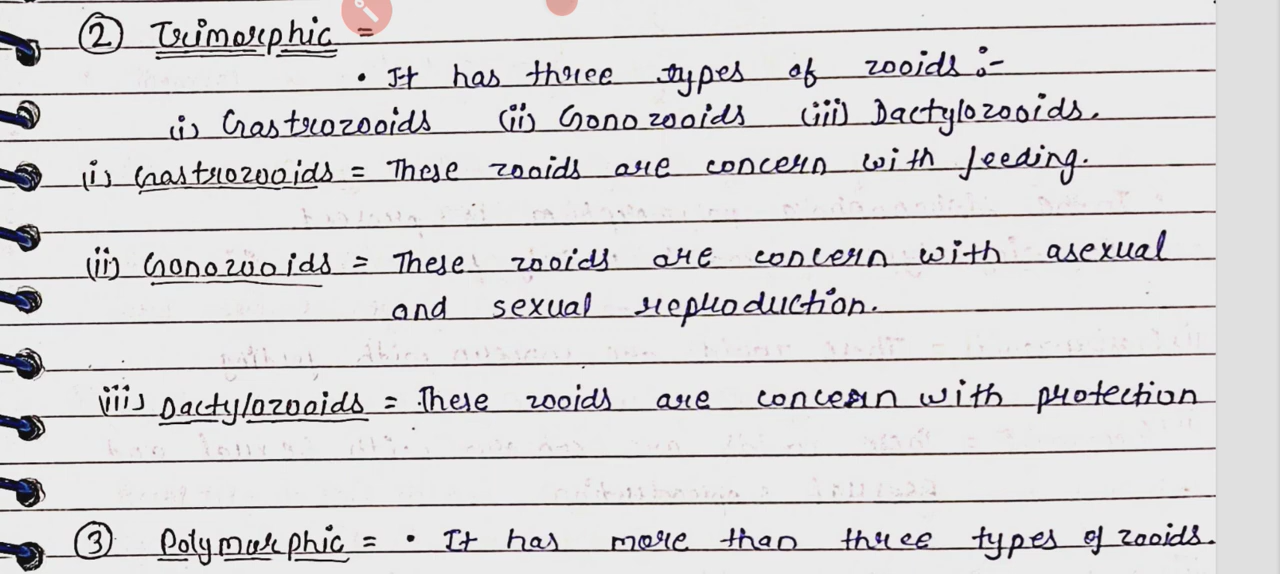 ② Trimorphic =
• It has three types of zooids :-
(i) Gastrozooids (ii) Gonozooids (iii) Dactylozooids.
(i) Gastrozooids = These zooids are concern with feeding.
(ii) Gonozooids = These zooids are concern with asexual
and sexual reproduction.
(iii) Dactylozooids = These zooids are concern with protection
③ Polymorphic = • It has more than three types of zooids.